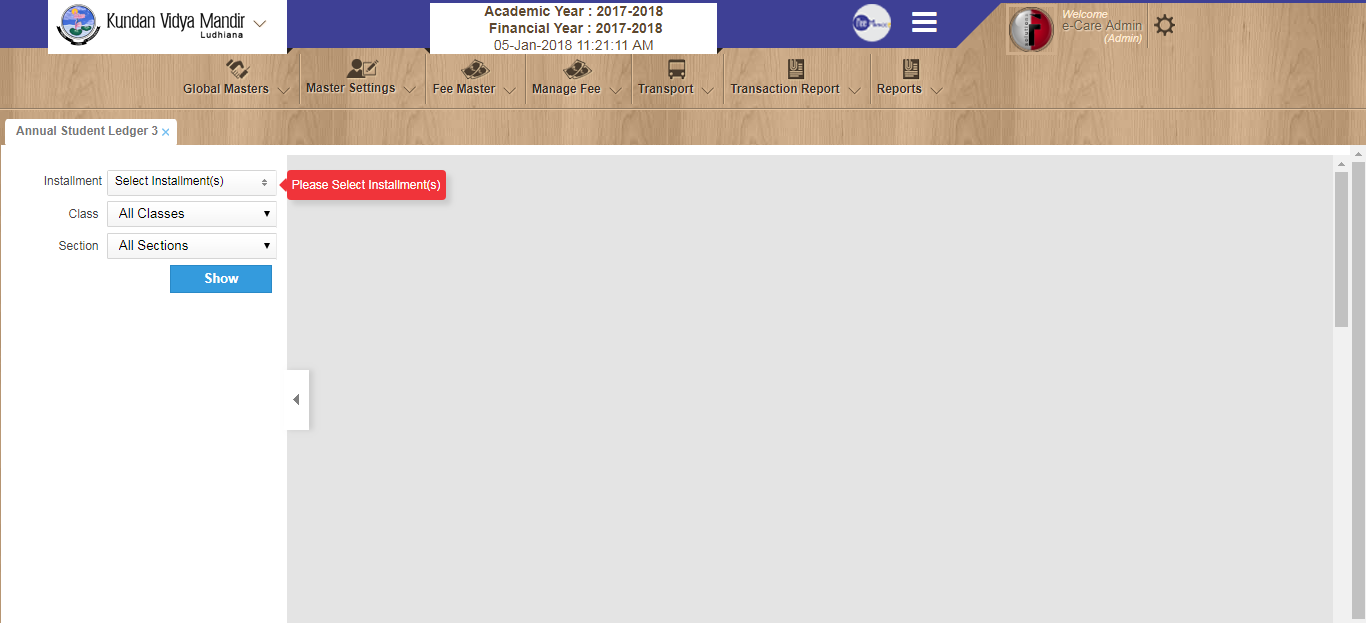 Kundan Vidya Mandir
Ludhiana
Academic Year : 2017-2018
Financial Year : 2017-2018
05-Jan-2018 11:21:11 AM
Welcome
e-Care Admin
(Admin)
Global Masters
Master Settings
Fee Master
Manage Fee
Transport
Transaction Report
Reports
Annual Student Ledger 3 ×
Installment Select Installment(s)
Please Select Installment(s)
Class All Classes
Section All Sections
Show